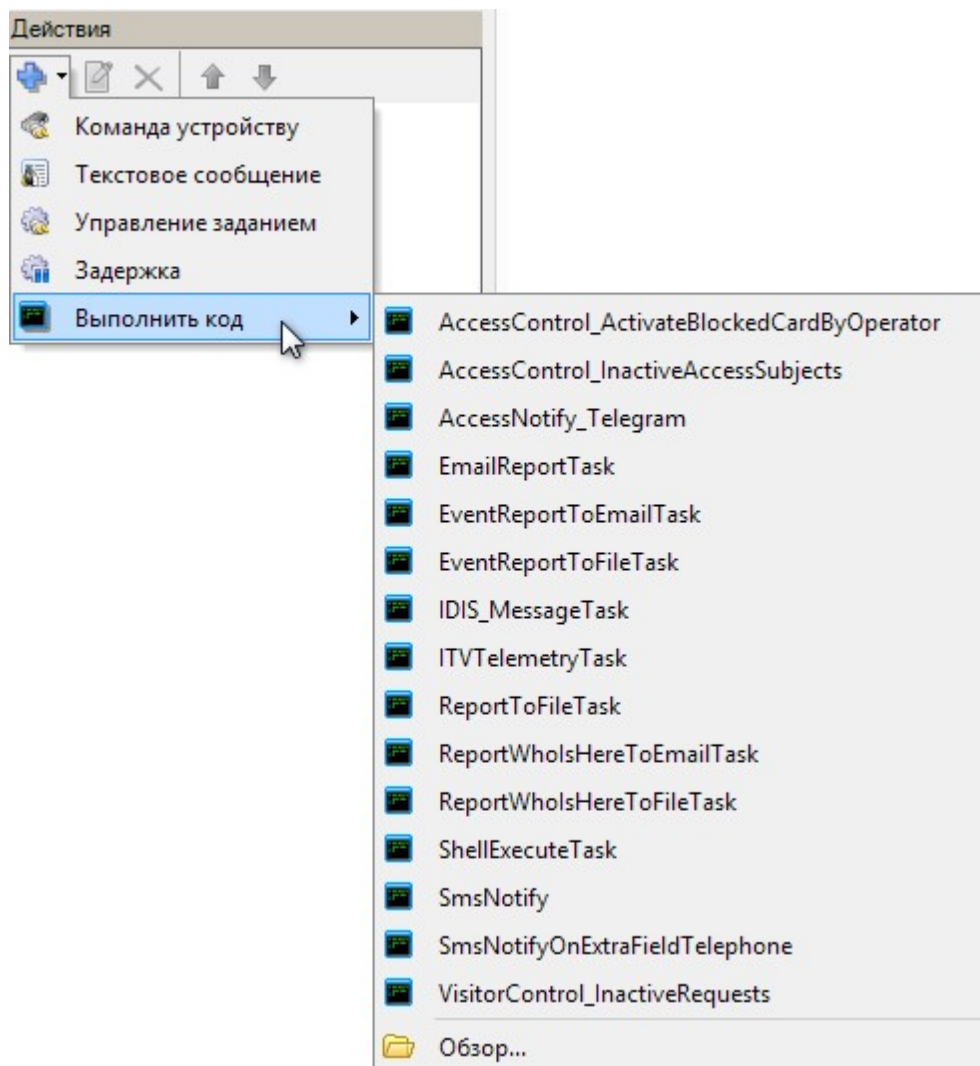 Действия
Команда устройству
Текстовое сообщение
Управление заданием
Задержка
Выполнить код
AccessControl_ActivateBlockedCardByOperator
AccessControl_InactiveAccessSubjects
AccessNotify_Telegram
EmailReportTask
EventReportToEmailTask
EventReportToFileTask
IDIS_MessageTask
ITVTelemetryTask
ReportToFileTask
ReportWhoIsHereToEmailTask
ReportWhoIsHereToFileTask
ShellExecuteTask
SmsNotify
SmsNotifyOnExtraFieldTelephone
VisitorControl_InactiveRequests
Обзор...